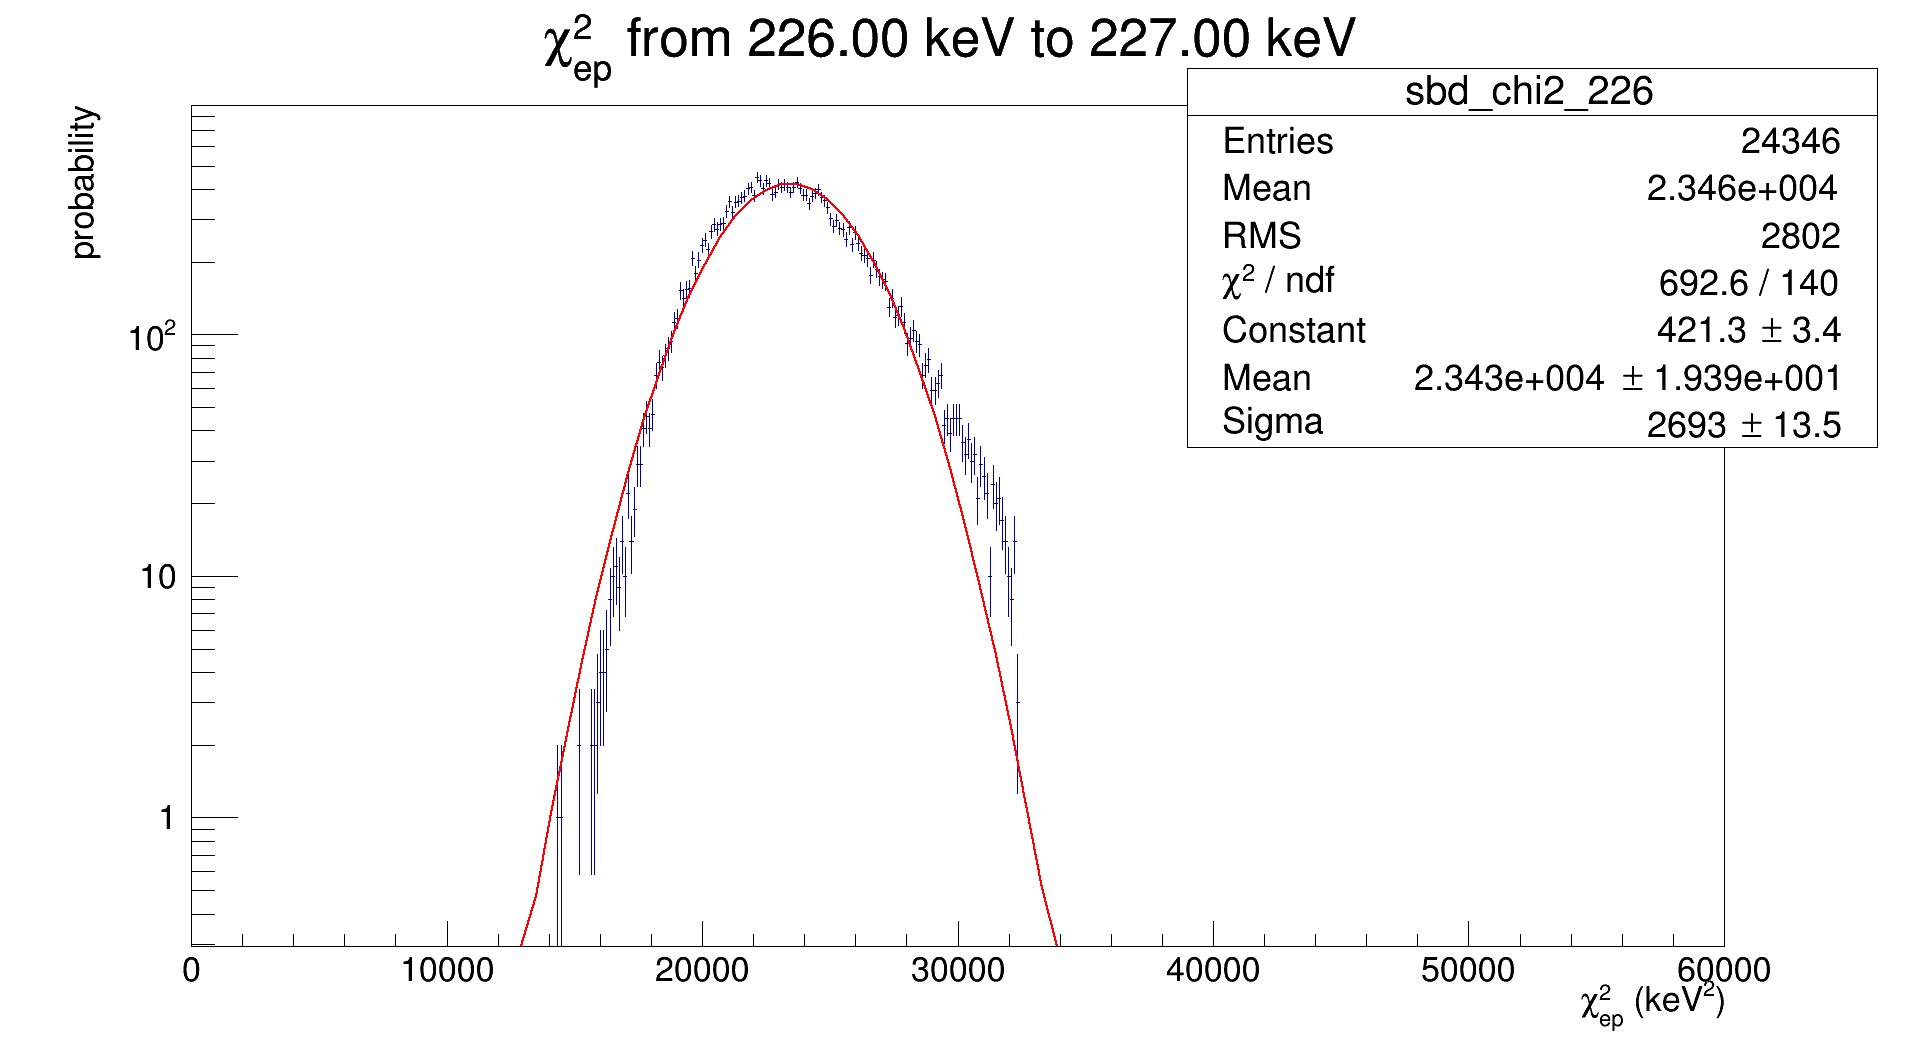 χ²ep from 226.00 keV to 227.00 keV
probability
sbd_chi2_226
Entries 24346
Mean 2.346e+004
RMS 2802
χ² / ndf 692.6 / 140
Constant 421.3 ± 3.4
Mean 2.343e+004 ± 1.939e+001
Sigma 2693 ± 13.5
10²
10
1
0 10000 20000 30000 40000 50000 60000
χ²ep (keV²)